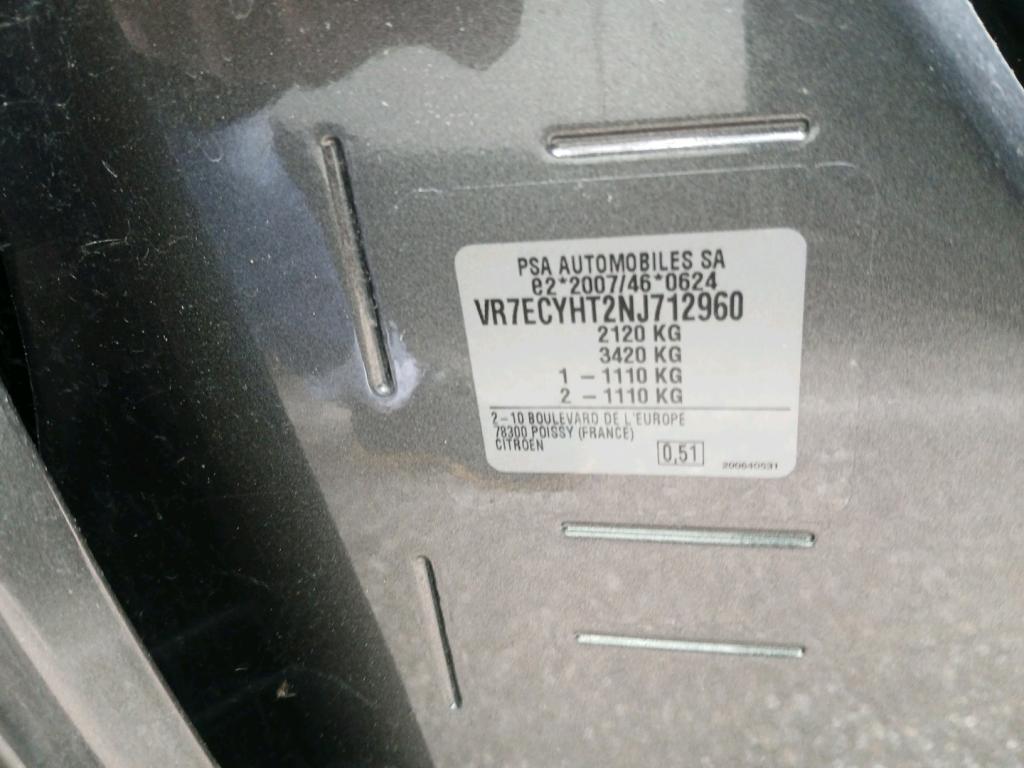 PSA AUTOMOBILES SA
e2*2007/46*0624
VR7ECYHT2NJ712960
2120 KG
3420 KG
1 – 1110 KG
2 – 1110 KG
2–10 BOULEVARD DE L'EUROPE
78300 POISSY (FRANCE)
CITROEN
0,51
200640531